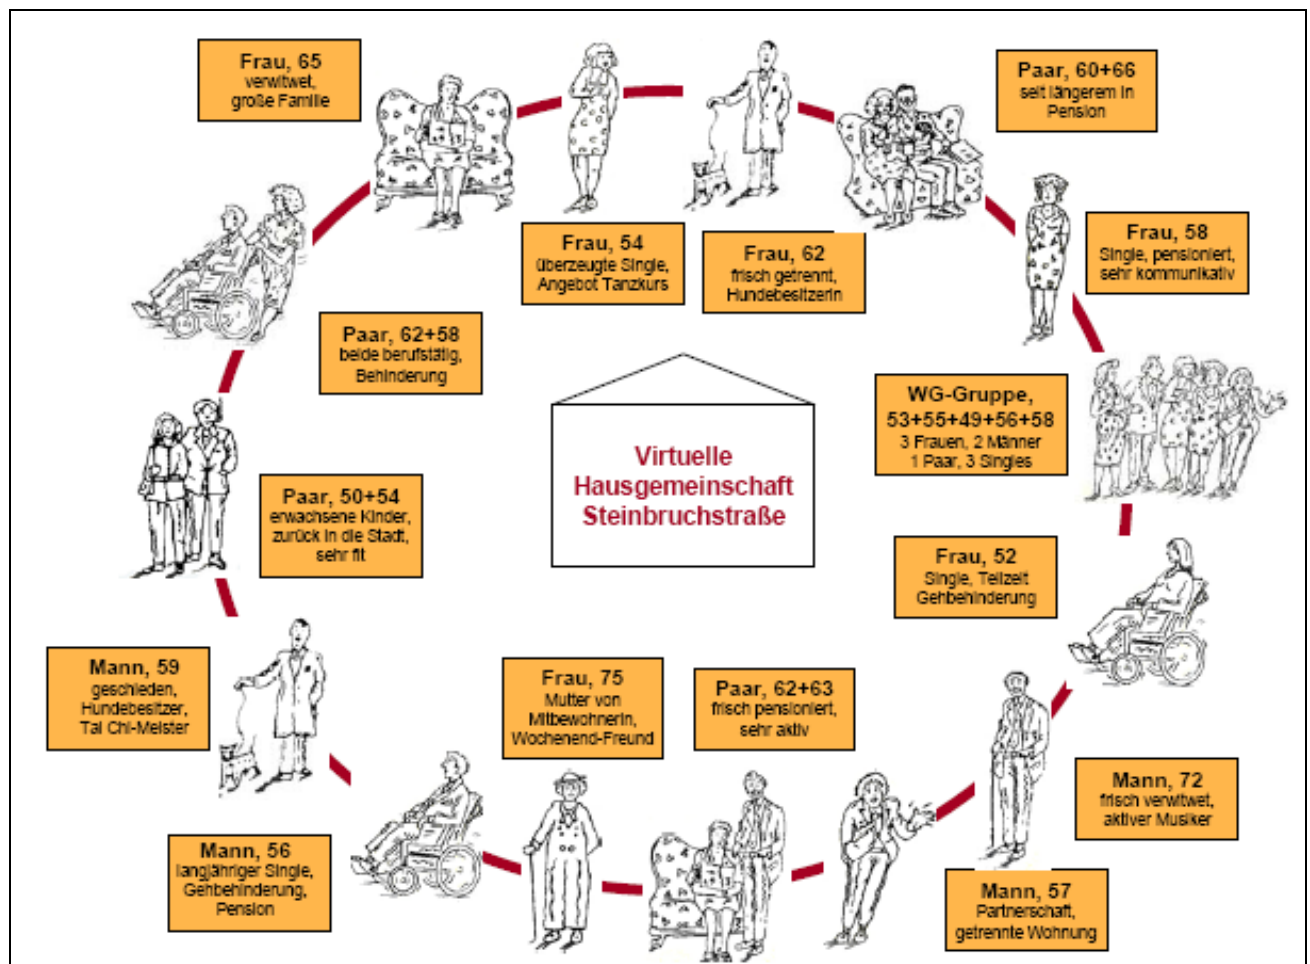 Frau, 65
verwitwet,
große Familie
Frau, 54
überzeugte Single,
Angebot Tanzkurs
Frau, 62
frisch getrennt,
Hundebesitzerin
Paar, 60+66
seit längerem in
Pension
Frau, 58
Single, pensioniert,
sehr kommunikativ
Paar, 62+58
beide berufstätig,
Behinderung
WG-Gruppe,
53+55+49+56+58
3 Frauen, 2 Männer
1 Paar, 3 Singles
Virtuelle
Hausgemeinschaft
Steinbruchstraße
Paar, 50+54
erwachsene Kinder,
zurück in die Stadt,
sehr fit
Frau, 52
Single, Teilzeit
Gehbehinderung
Mann, 59
geschieden,
Hundebesitzer,
Tai Chi-Meister
Frau, 75
Mutter von
Mitbewohnerin,
Wochenend-Freund
Paar, 62+63
frisch pensioniert,
sehr aktiv
Mann, 72
frisch verwitwet,
aktiver Musiker
Mann, 56
langjähriger Single,
Gehbehinderung,
Pension
Mann, 57
Partnerschaft,
getrennte Wohnung